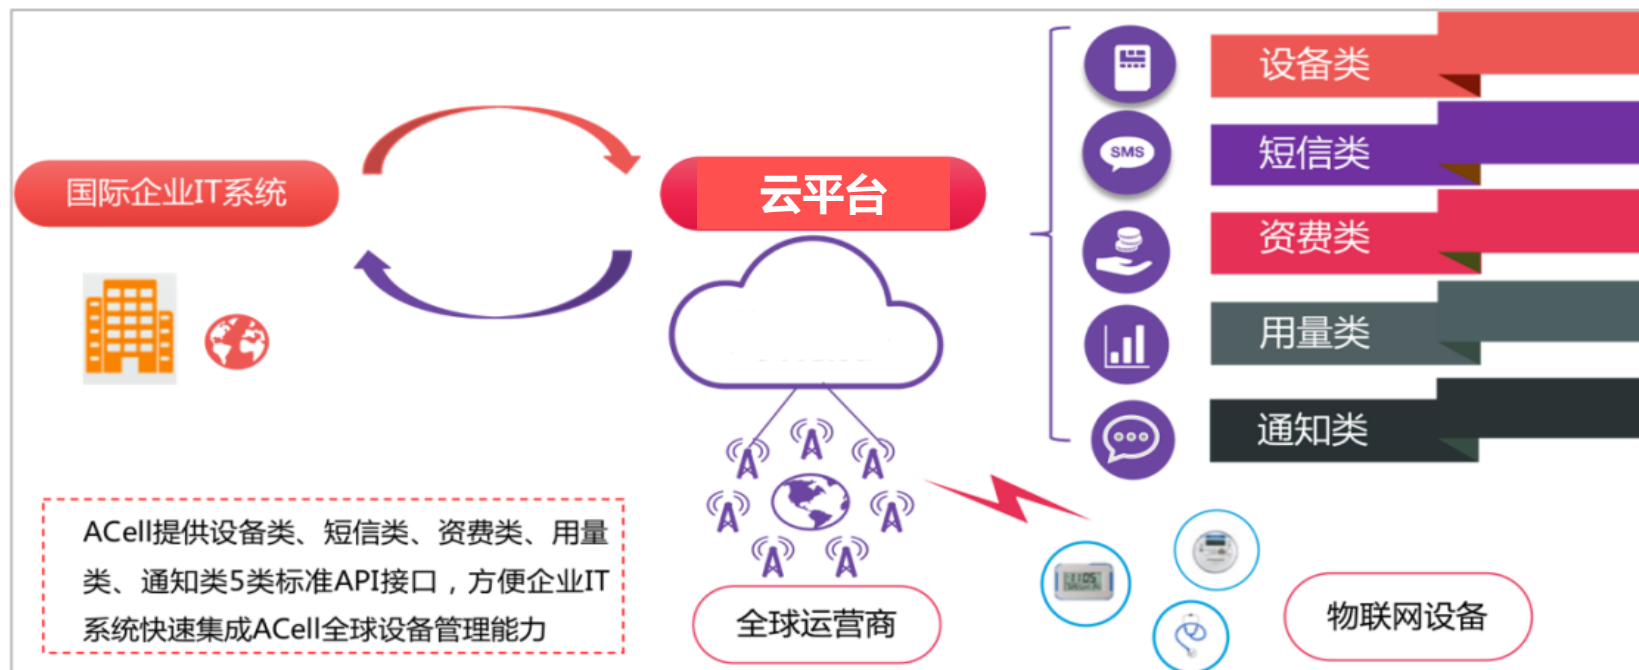 国际企业IT系统
云平台
设备类
SMS
短信类
资费类
用量类
通知类
ACell提供设备类、短信类、资费类、用量
类、通知类5类标准API接口，方便企业IT
系统快速集成ACell全球设备管理能力
全球运营商
11:05
物联网设备